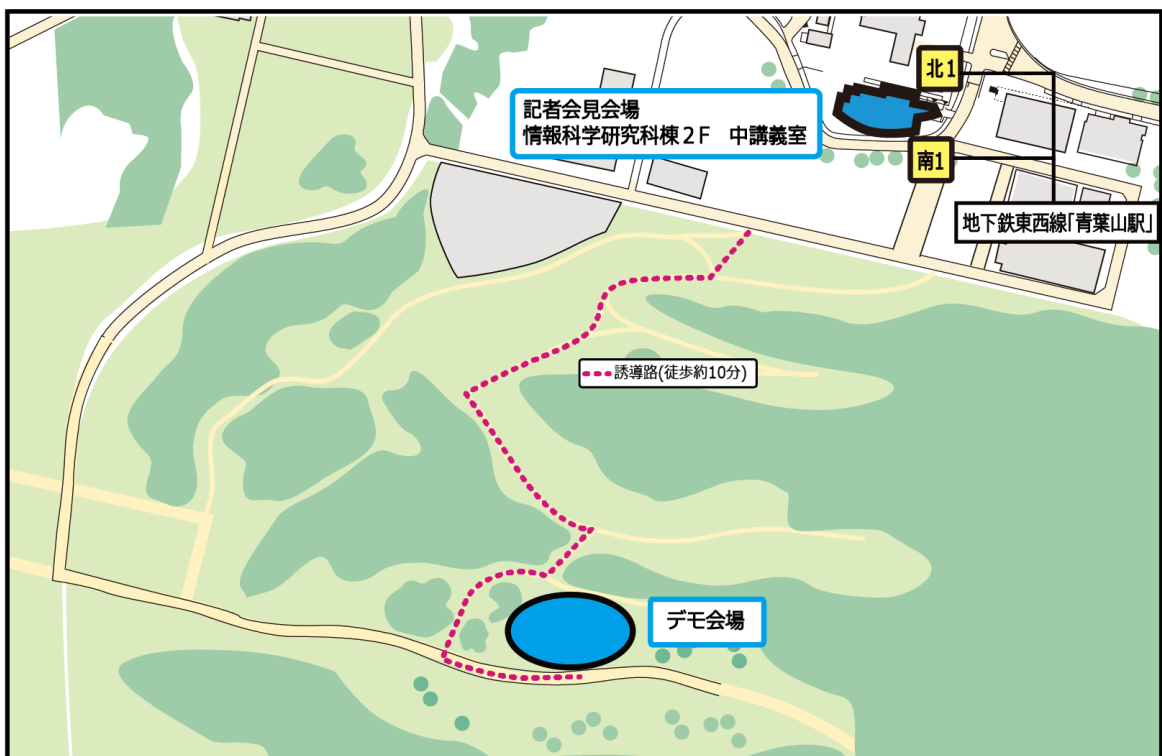 北1
記者会見会場
情報科学研究科棟2F 中講義室
南1
地下鉄東西線「青葉山駅」
誘導路(徒歩約10分)
デモ会場